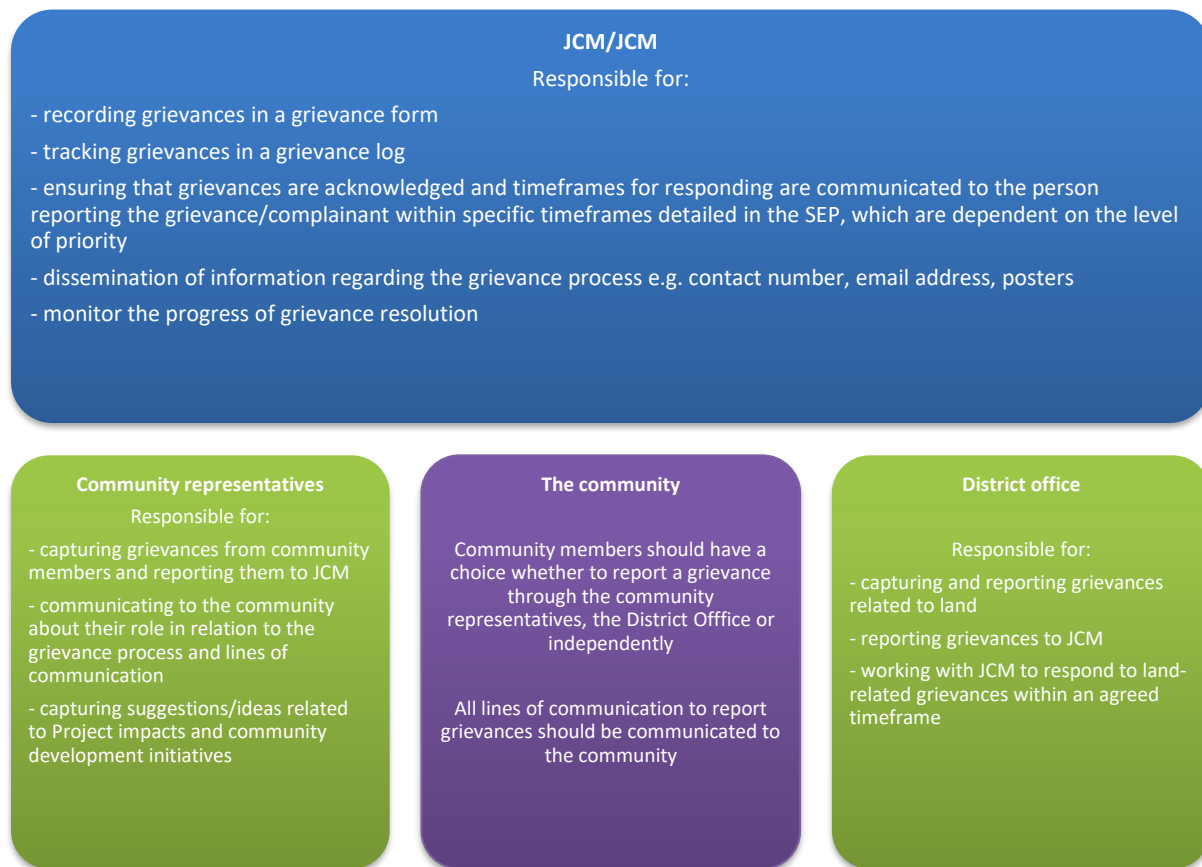 JCM/JCM
Responsible for:
- recording grievances in a grievance form
- tracking grievances in a grievance log
- ensuring that grievances are acknowledged and timeframes for responding are communicated to the person
reporting the grievance/complainant within specific timeframes detailed in the SEP, which are dependent on the level
of priority
- dissemination of information regarding the grievance process e.g. contact number, email address, posters
- monitor the progress of grievance resolution
Community representatives
Responsible for:
- capturing grievances from community
members and reporting them to JCM
- communicating to the community
about their role in relation to the
grievance process and lines of
communication
- capturing suggestions/ideas related
to Project impacts and community
development initiatives
The community
Community members should have a
choice whether to report a grievance
through the community
representatives, the District Offfice or
independently
All lines of communication to report
grievances should be communicated to
the community
District office
Responsible for:
- capturing and reporting grievances
related to land
- reporting grievances to JCM
- working with JCM to respond to land-
related grievances within an agreed
timeframe